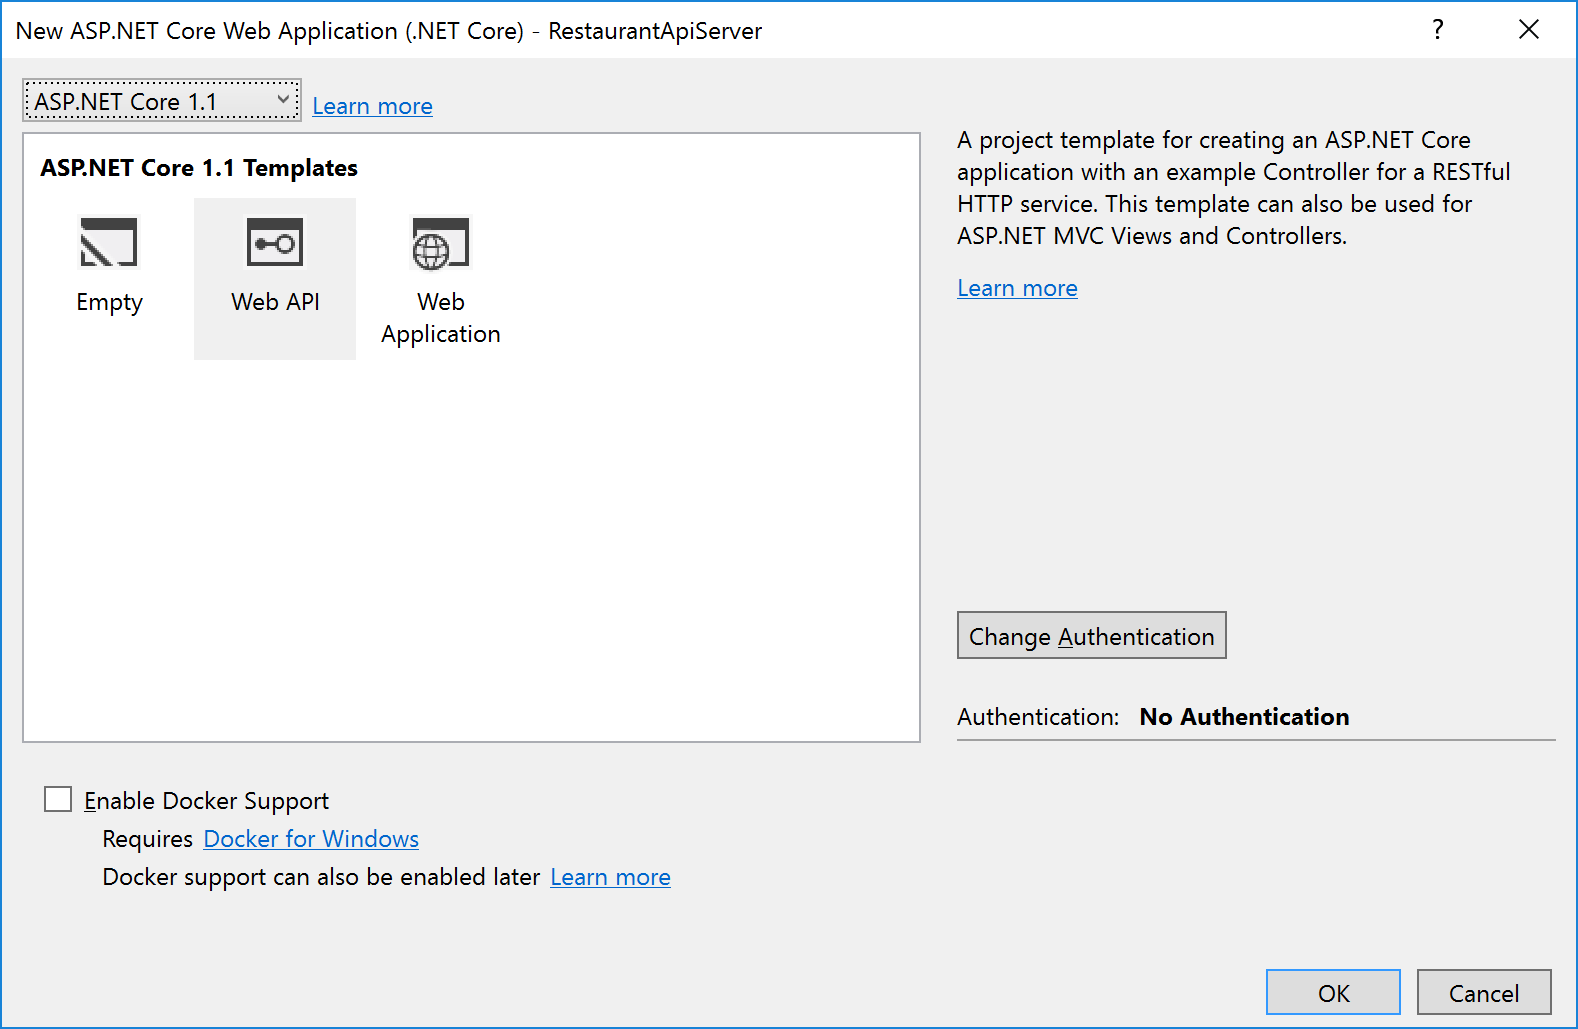 New ASP.NET Core Web Application (.NET Core) - RestaurantApiServer
?
ASP.NET Core 1.1
Learn more
ASP.NET Core 1.1 Templates
Empty
Web API
Web
Application
A project template for creating an ASP.NET Core
application with an example Controller for a RESTful
HTTP service. This template can also be used for
ASP.NET MVC Views and Controllers.
Learn more
Change Authentication
Authentication: No Authentication
Enable Docker Support
Requires Docker for Windows
Docker support can also be enabled later Learn more
OK
Cancel